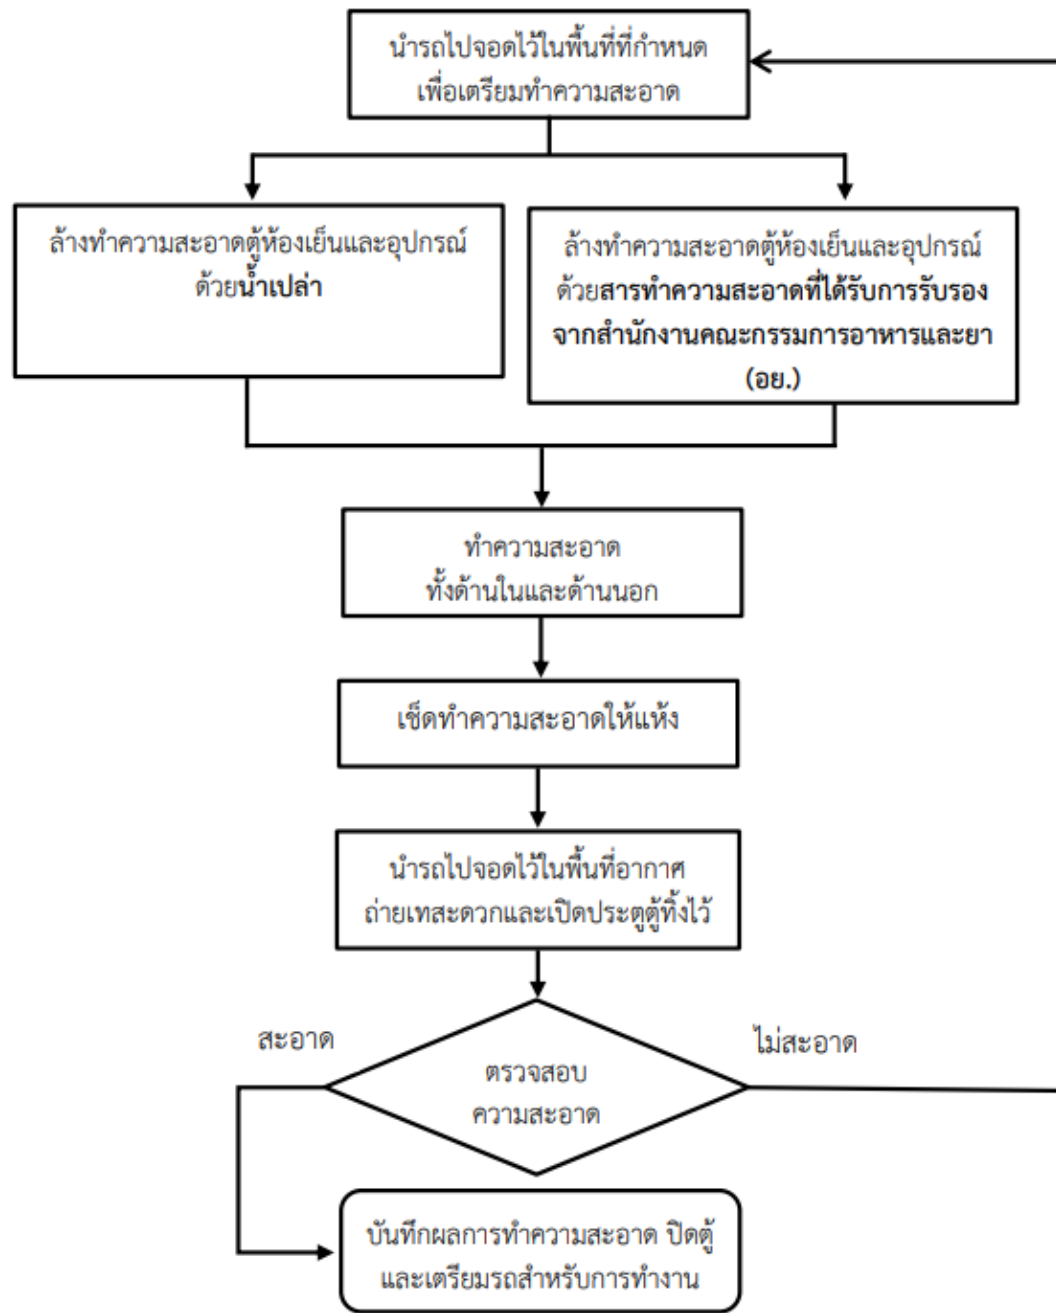 นำรถไปจอดไว้ในพื้นที่ที่กำหนด
เพื่อเตรียมทำความสะอาด
ล้างทำความสะอาดตู้ห้องเย็นและอุปกรณ์
ด้วยน้ำเปล่า
ล้างทำความสะอาดตู้ห้องเย็นและอุปกรณ์
ด้วยสารทำความสะอาดที่ได้รับการรับรอง
จากสำนักงานคณะกรรมการอาหารและยา
(อย.)
ทำความสะอาด
ทั้งด้านในและด้านนอก
เช็ดทำความสะอาดให้แห้ง
นำรถไปจอดไว้ในพื้นที่อากาศ
ถ่ายเทสะดวกและเปิดประตูตู้ทิ้งไว้
สะอาด
ไม่สะอาด
ตรวจสอบ
ความสะอาด
บันทึกผลการทำความสะอาด ปิดตู้
และเตรียมรถสำหรับการทำงาน